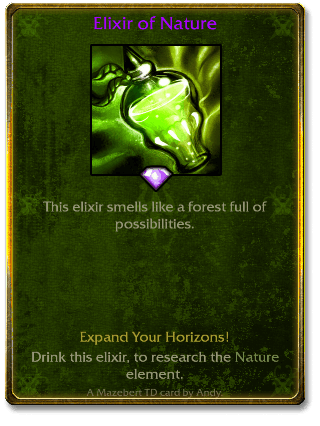 Elixir of Nature
This elixir smells like a forest full of
possibilities.
Expand Your Horizons!
Drink this elixir, to research the Nature
element.
A Mazebert TD card by Andy.